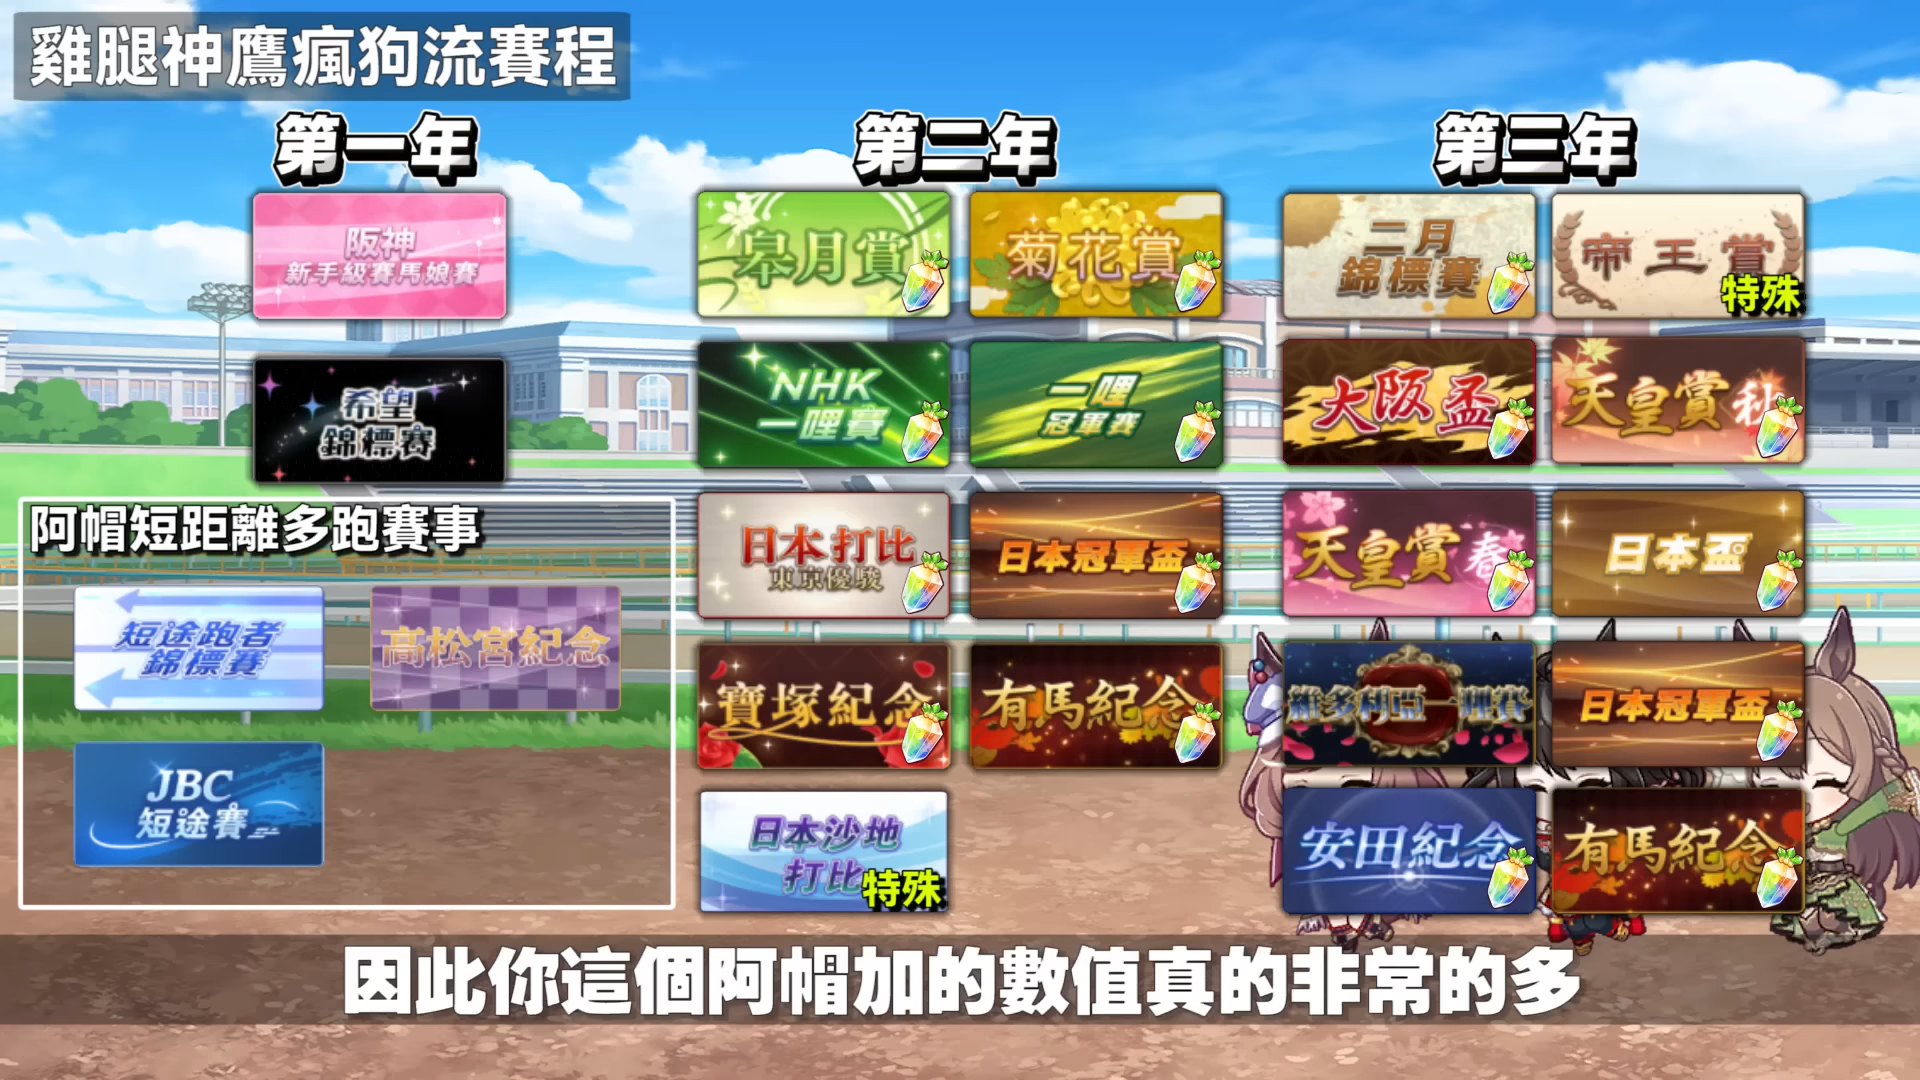 雞腿神鷹瘋狗流賽程
第一年
阪神
新手級賽馬娘賽
希望
錦標賽
阿帽短距離多跑賽事
短途跑者
錦標賽
高松宮紀念
JBC
短途賽
第二年
皐月賞
菊花賞
NHK
一哩賽
一哩
冠軍賽
日本打比
東京優駿
日本冠軍盃
寶塚紀念
有馬紀念
日本沙地
打比
特殊
第三年
二月
錦標賽
帝王賞
特殊
大阪盃
天皇賞 秋
天皇賞 春
日本盃
維多利亞一哩賽
日本冠軍盃
安田紀念
有馬紀念
因此你這個阿帽加的數值真的非常的多